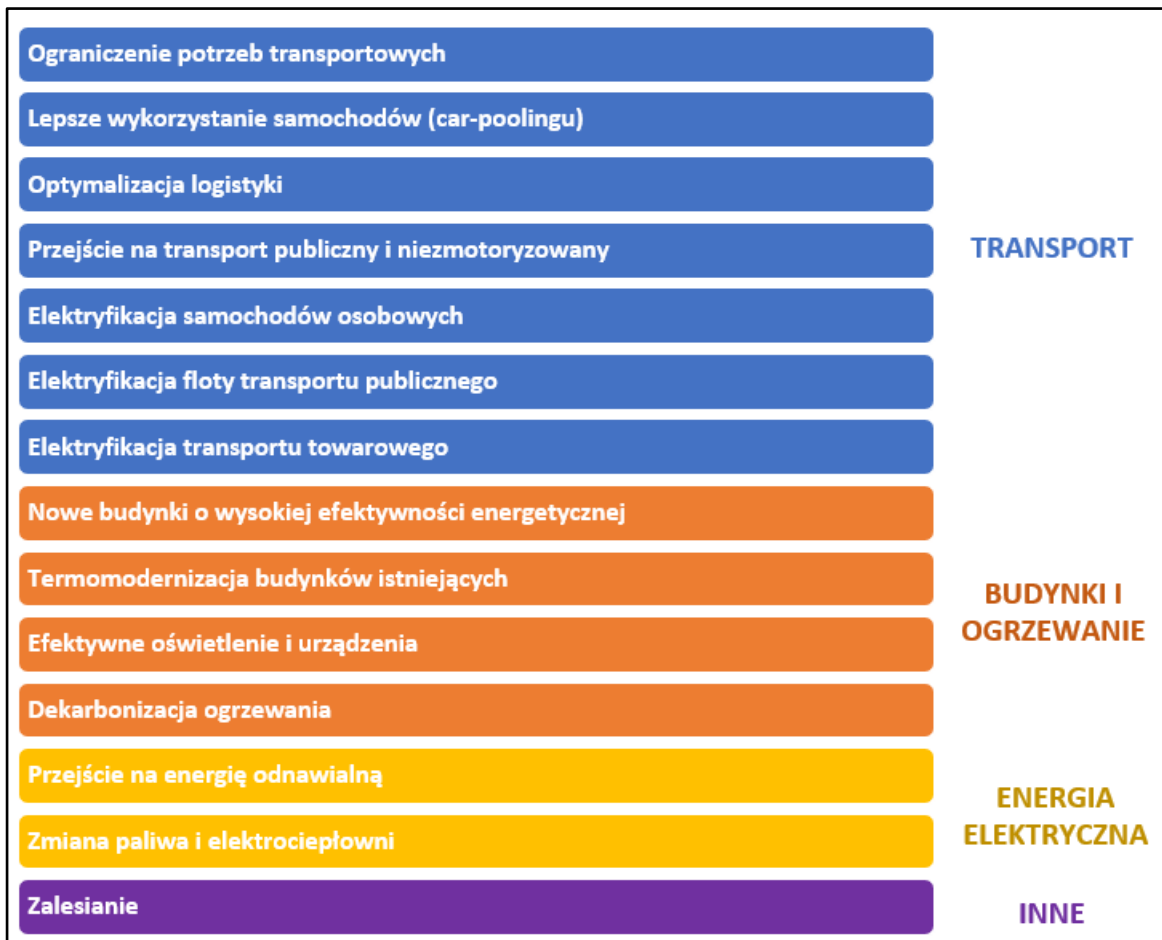 Ograniczenie potrzeb transportowych
Lepsze wykorzystanie samochodów (car-poolingu)
Optymalizacja logistyki
Przejście na transport publiczny i niezmotoryzowany
Elektryfikacja samochodów osobowych
Elektryfikacja floty transportu publicznego
Elektryfikacja transportu towarowego
TRANSPORT
Nowe budynki o wysokiej efektywności energetycznej
Termomodernizacja budynków istniejących
Efektywne oświetlenie i urządzenia
Dekarbonizacja ogrzewania
BUDYNKI I
OGRZEWANIE
Przejście na energię odnawialną
Zmiana paliwa i elektrociepłowni
ENERGIA
ELEKTRYCZNA
Zalesianie
INNE